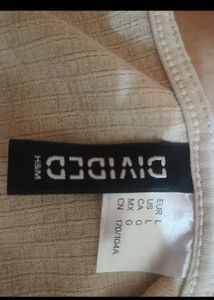 DIVIDED
H&M
EUR L
US L
CA G
MX G
CN 170/104A